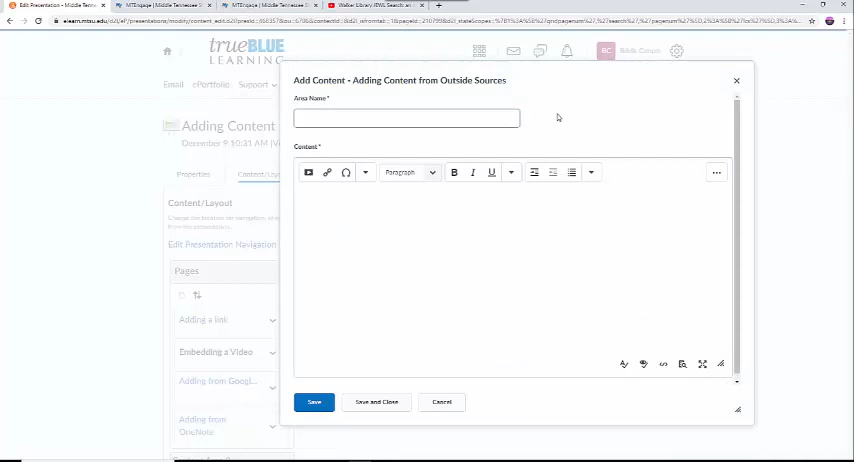 Edit Presentation - Middle Tenne
MTEngage | Middle Tennessee S
MTEngage | Middle Tennessee S
Walker Library JEWL Search: an
trueBLUE
LEARNING
BC
Email ePortfolio Support
Adding Content
December 9 10:31 AM
Properties
Content/Layout
Content/Layout
from the presentation.
Edit Presentation Navigation
Pages
Adding a link
Embedding a Video
Adding from Googl...
Adding from
OneNote
Add Content - Adding Content from Outside Sources
Area Name *
Content *
Paragraph
B I U
Save
Save and Close
Cancel